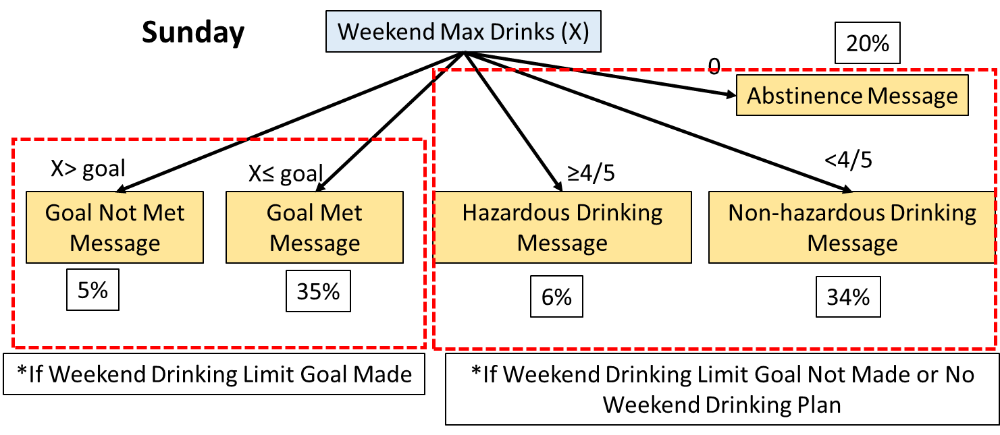 Sunday
Weekend Max Drinks (X)
20%
0
Abstinence Message
X> goal
X≤ goal
≥4/5
<4/5
Goal Not Met
Message
Goal Met
Message
Hazardous Drinking
Message
Non-hazardous Drinking
Message
5%
35%
6%
34%
*If Weekend Drinking Limit Goal Made
*If Weekend Drinking Limit Goal Not Made or No
Weekend Drinking Plan